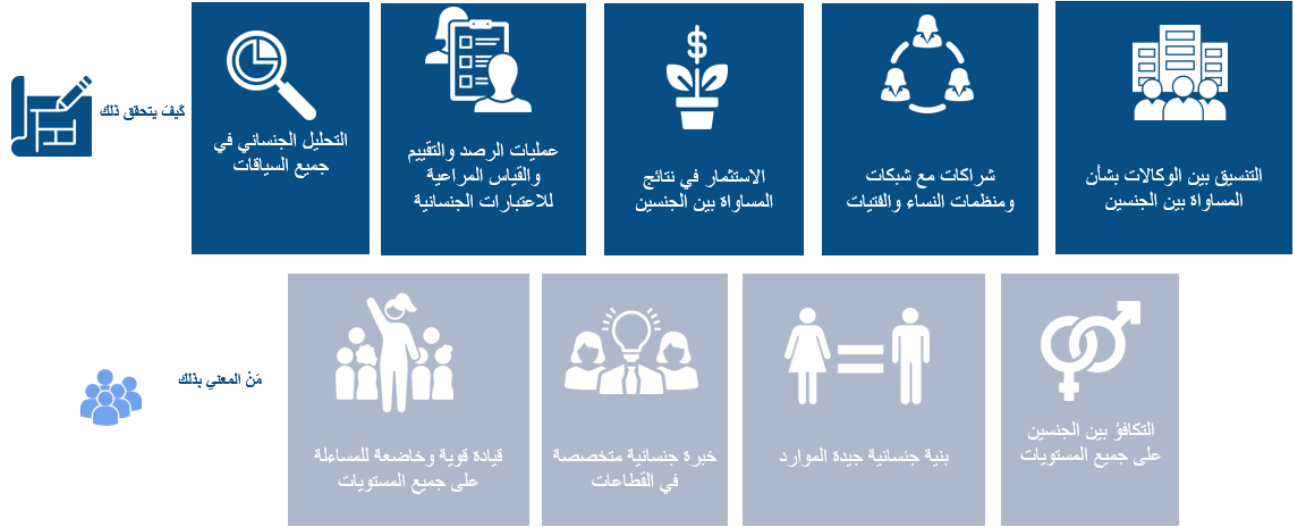 كيف يتحقق ذلك
التنسيق بين الوكالات بشأن
المساواة بين الجنسين
شراكات مع شبكات
ومنظمات النساء والفتيات
الاستثمار في نتائج
المساواة بين الجنسين
عمليات الرصد والتقييم
والقياس المراعية
للاعتبارات الجنسانية
التحليل الجنساني في
جميع السياقات
مَنْ المعني بذلك
التكافؤ بين الجنسين
على جميع المستويات
بنية جنسانية جيدة الموارد
خبرة جنسانية متخصصة
في القطاعات
قيادة قوية وخاضعة للمساءلة
على جميع المستويات